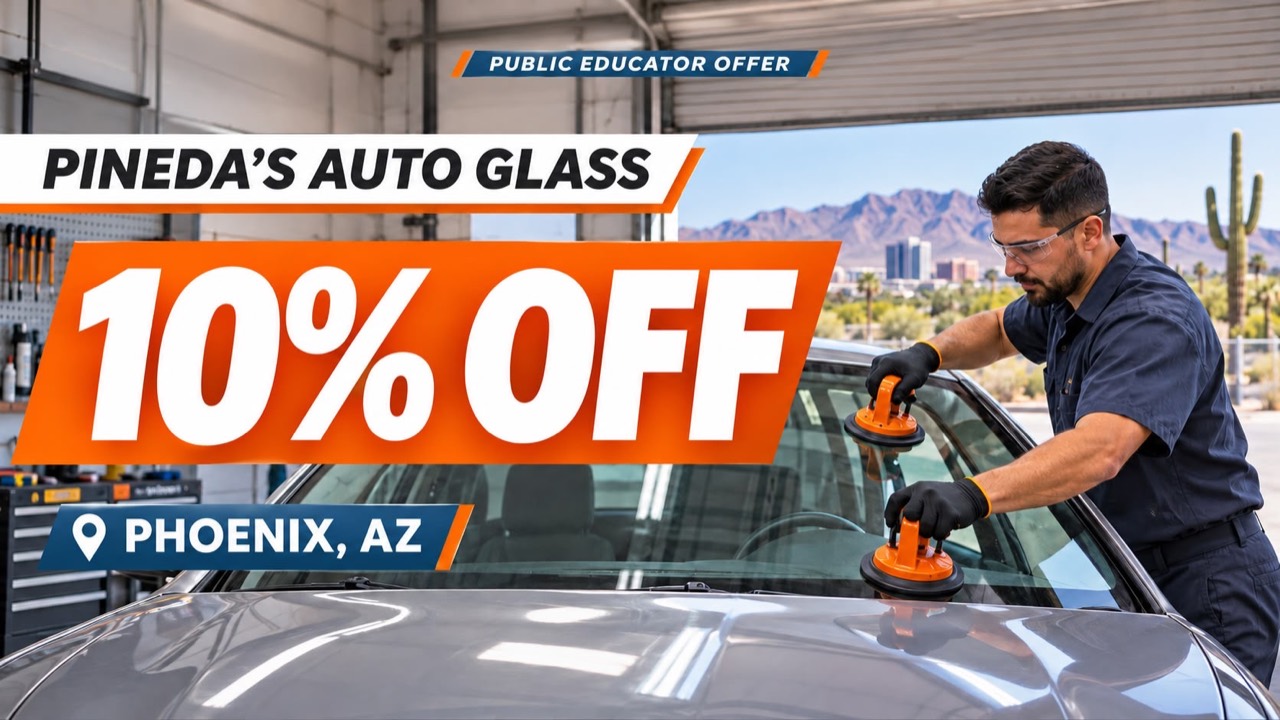 PUBLIC EDUCATOR OFFER
PINEDA'S AUTO GLASS
10% OFF
PHOENIX, AZ